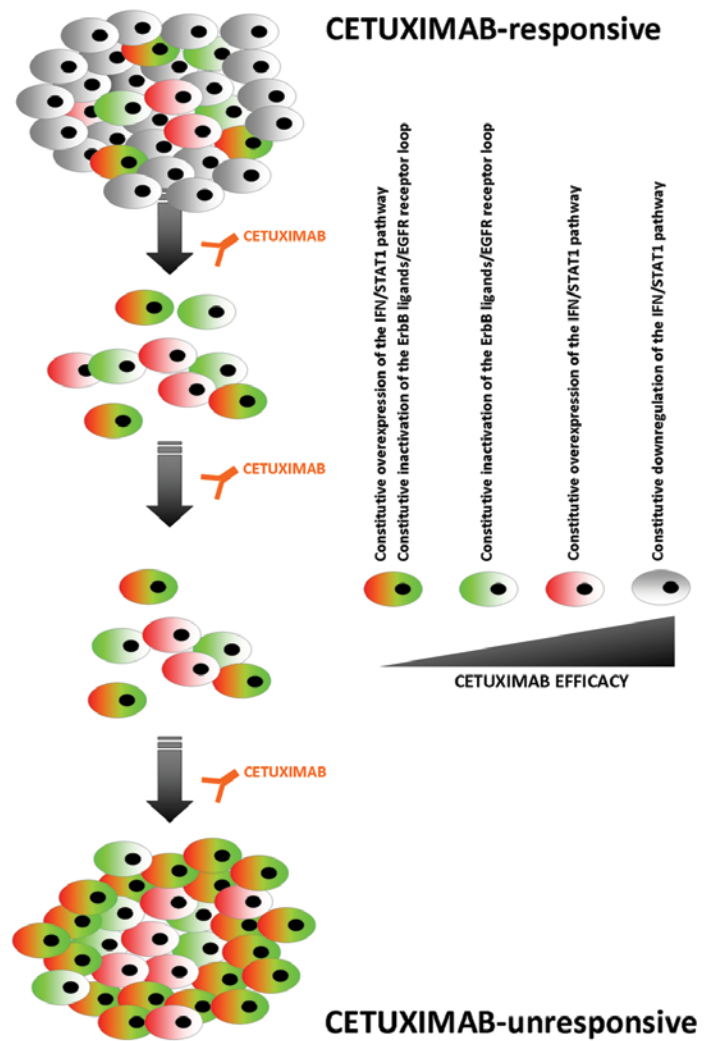 CETUXIMAB-responsive
CETUXIMAB
CETUXIMAB
CETUXIMAB
Constitutive overexpression of the IFN/STAT1 pathway
Constitutive inactivation of the ErbB ligands/EGFR receptor loop
Constitutive inactivation of the ErbB ligands/EGFR receptor loop
Constitutive overexpression of the IFN/STAT1 pathway
Constitutive downregulation of the IFN/STAT1 pathway
CETUXIMAB EFFICACY
CETUXIMAB-unresponsive